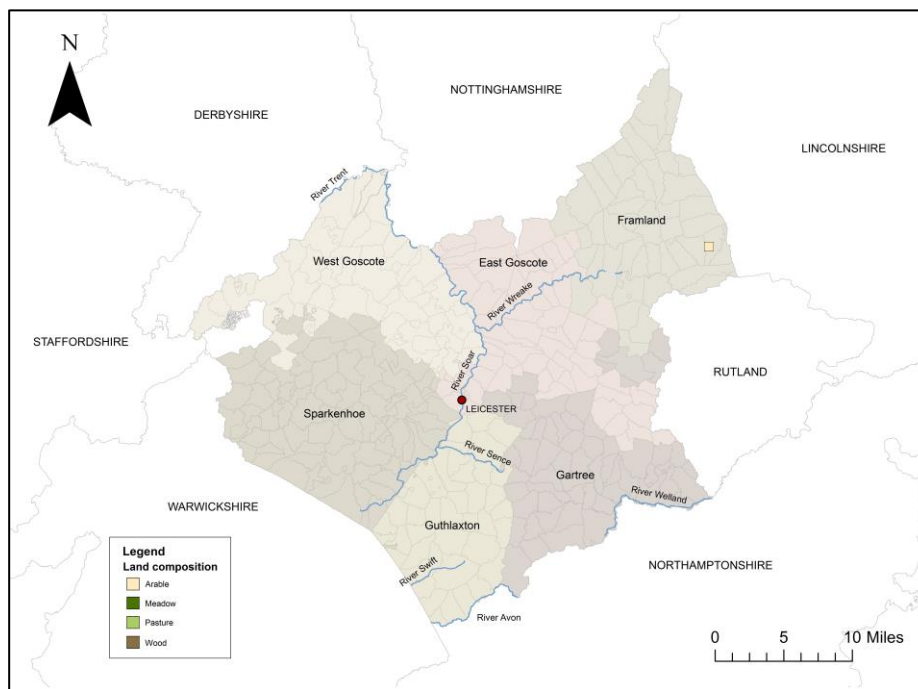 N
NOTTINGHAMSHIRE
DERBYSHIRE
LINCOLNSHIRE
River Trent
Framland
West Goscote
East Goscote
River Wreake
STAFFORDSHIRE
RUTLAND
River Soar
LEICESTER
Sparkenhoe
River Sence
Gartree
River Welland
WARWICKSHIRE
Guthlaxton
NORTHAMPTONSHIRE
River Swift
River Avon
Legend
Land composition
Arable
Meadow
Pasture
Wood
0 5 10 Miles